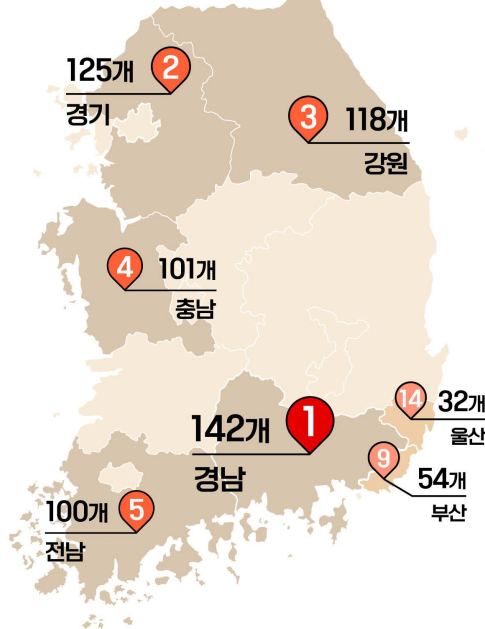 125개 2
경기
3 118개
강원
4 101개
충남
142개 1
경남
14 32개
울산
9 54개
부산
100개 5
전남